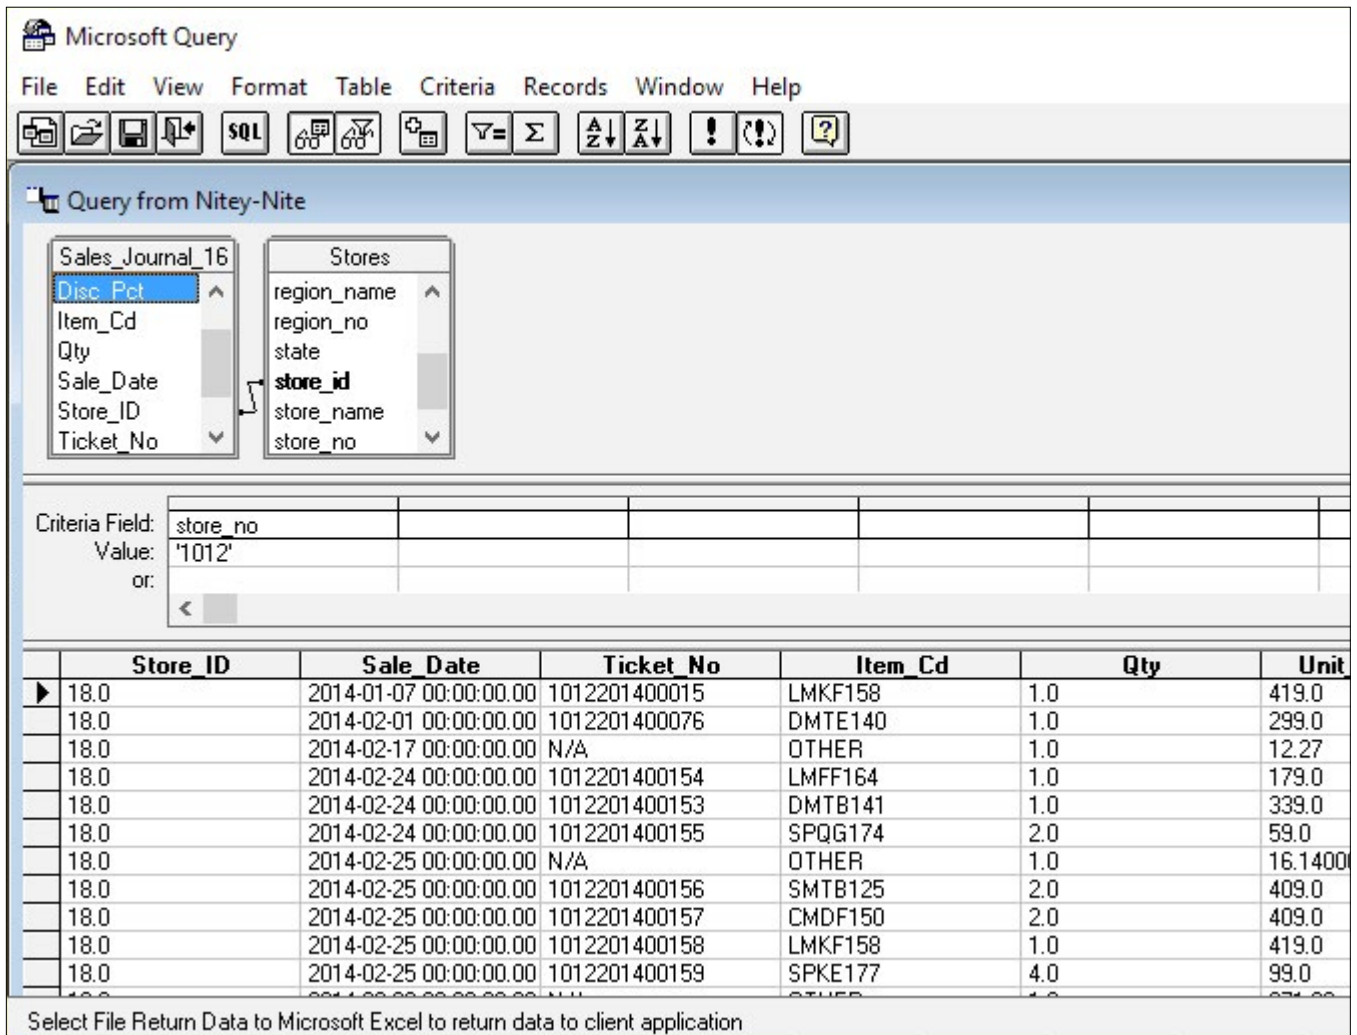 Microsoft Query
File Edit View Format Table Criteria Records Window Help
SQL A Z Z A
Query from Nitey-Nite
Sales_Journal_16 Stores
Disc_Pct region_name
Item_Cd region_no
Qty state
Sale_Date store_id
Store_ID store_name
Ticket_No store_no
Criteria Field: store_no
Value: '1012'
or:
Store_ID Sale_Date Ticket_No Item_Cd Qty Unit_
18.0 2014-01-07 00:00:00.00 1012201400015 LMKF158 1.0 419.0
18.0 2014-02-01 00:00:00.00 1012201400076 DMTE140 1.0 299.0
18.0 2014-02-17 00:00:00.00 N/A OTHER 1.0 12.27
18.0 2014-02-24 00:00:00.00 1012201400154 LMFF164 1.0 179.0
18.0 2014-02-24 00:00:00.00 1012201400153 DMTB141 1.0 339.0
18.0 2014-02-24 00:00:00.00 1012201400155 SPQG174 2.0 59.0
18.0 2014-02-25 00:00:00.00 N/A OTHER 1.0 16.1400
18.0 2014-02-25 00:00:00.00 1012201400156 SMTB125 2.0 409.0
18.0 2014-02-25 00:00:00.00 1012201400157 CMDF150 2.0 409.0
18.0 2014-02-25 00:00:00.00 1012201400158 LMKF158 1.0 419.0
18.0 2014-02-25 00:00:00.00 1012201400159 SPKE177 4.0 99.0
Select File Return Data to Microsoft Excel to return data to client application